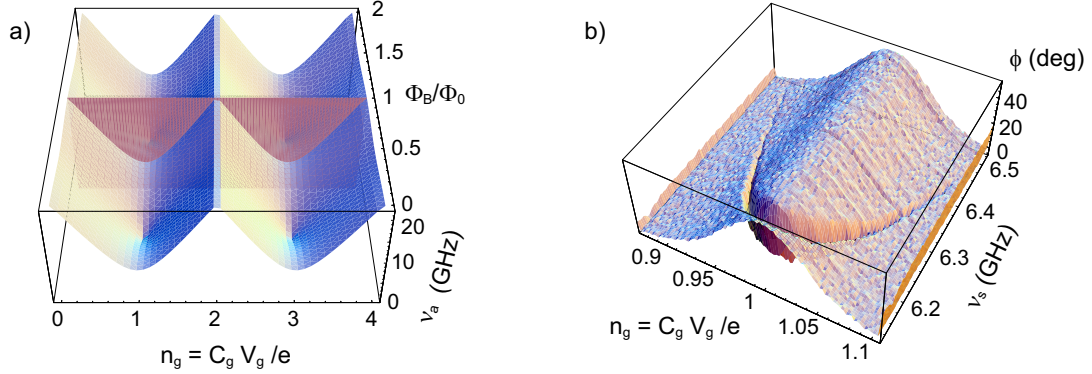 a)
2
1.5
Φ_B/Φ_0
1
0.5
0
20
10
0
ν_a (GHz)
0 1 2 3 4
n_g = C_g V_g /e
b)
ϕ (deg)
40
20
0
6.5
6.4
6.3
6.2
ν_s (GHz)
0.9 0.95 1 1.05 1.1
n_g = C_g V_g /e